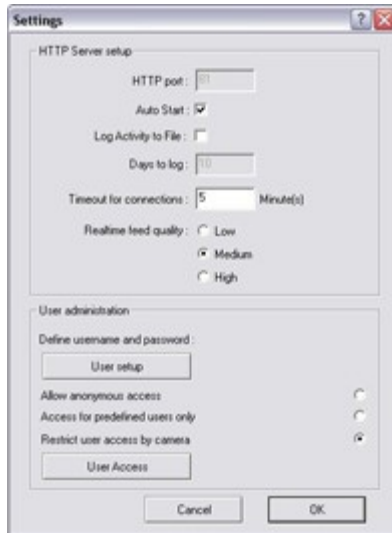 Settings
HTTP Server setup
HTTP port : 81
Auto Start :
Log Activity to File :
Days to log : 10
Timeout for connections : 5 Minute(s)
Realtime feed quality : Low
Medium
High
User administration
Define username and password :
User setup
Allow anonymous access
Access for predefined users only
Restrict user access by camera
User Access
Cancel
OK